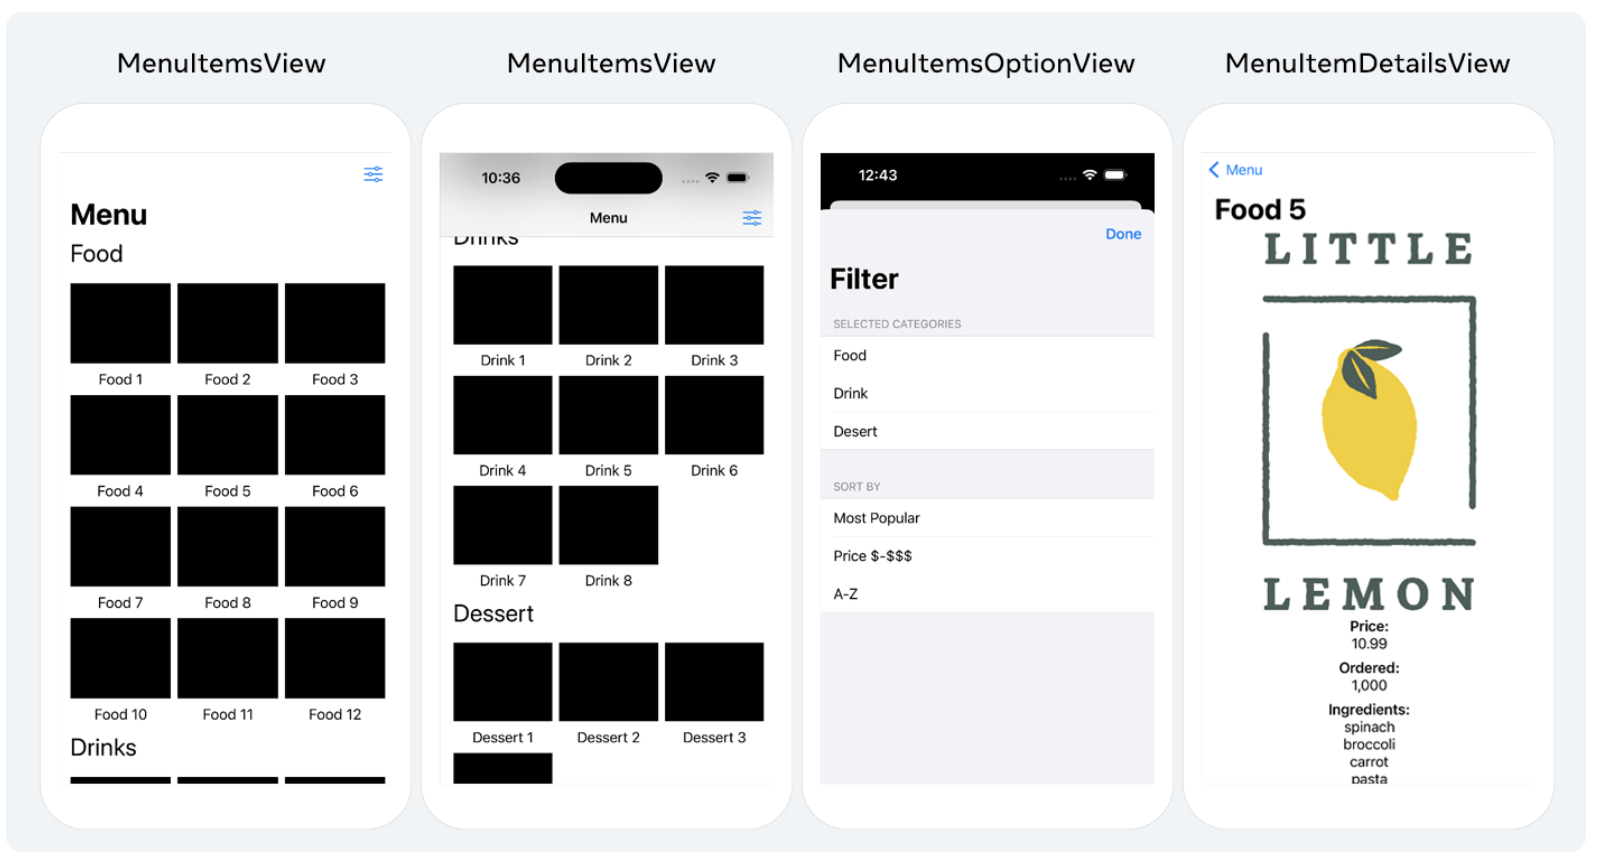 MenuItemsView
Menu
Food
Food 1 Food 2 Food 3
Food 4 Food 5 Food 6
Food 7 Food 8 Food 9
Food 10 Food 11 Food 12
Drinks
MenuItemsView
10:36
Menu
Drinks
Drink 1 Drink 2 Drink 3
Drink 4 Drink 5 Drink 6
Drink 7 Drink 8
Dessert
Dessert 1 Dessert 2 Dessert 3
MenuItemsOptionView
12:43
Done
Filter
SELECTED CATEGORIES
Food
Drink
Desert
SORT BY
Most Popular
Price $-$$$
A-Z
MenuItemDetailsView
Menu
Food 5
LITTLE
LEMON
Price:
10.99
Ordered:
1,000
Ingredients:
spinach
broccoli
carrot
pasta